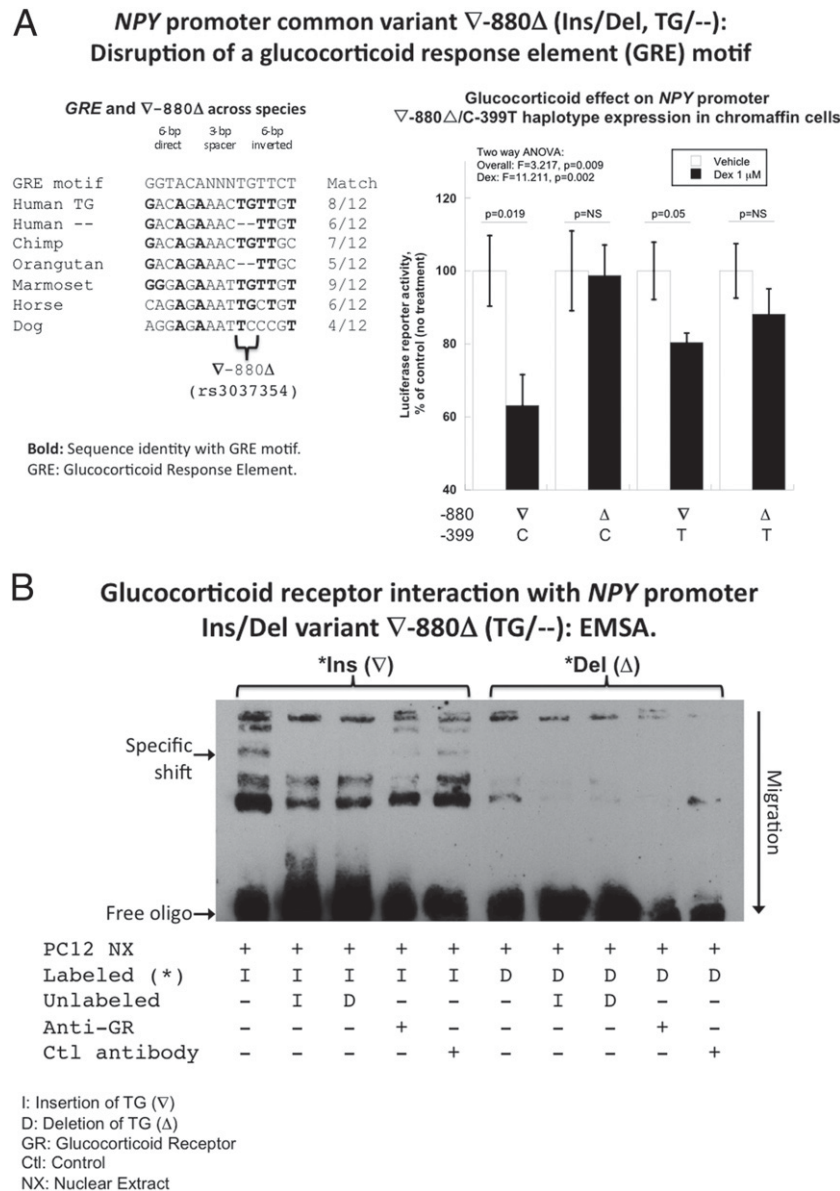 A
NPY promoter common variant ∇-880Δ (Ins/Del, TG/--):
Disruption of a glucocorticoid response element (GRE) motif
GRE and ∇-880Δ across species
6-bp direct 3-bp spacer 6-bp inverted
GRE motif GGTACANNNTGTTCT Match
Human TG GACAGAAACTGTTGT 8/12
Human -- GACAGAAAC--TTGT 6/12
Chimp GACAGAAACTGTTGC 7/12
Orangutan GACAGAAAC--TTGC 5/12
Marmoset GGGAGAAATTGTTGT 9/12
Horse CAGAGAAATTGCTGT 6/12
Dog AGGAGAAATTCCCGT 4/12
∇-880Δ
(rs3037354)
Bold: Sequence identity with GRE motif.
GRE: Glucocorticoid Response Element.
Glucocorticoid effect on NPY promoter
∇-880△/C-399T haplotype expression in chromaffin cells
Two way ANOVA:
Overall: F=3.217, p=0.009
Dex: F=11.211, p=0.002
Vehicle
Dex 1 μM
Luciferase reporter activity,
% of control (no treatment)
120
100
80
60
40
p=0.019 p=NS p=0.05 p=NS
-880 ∇ Δ ∇ Δ
-399 C C T T
B
Glucocorticoid receptor interaction with NPY promoter
Ins/Del variant ∇-880Δ (TG/--): EMSA.
*Ins (∇) *Del (Δ)
Specific
shift
Free oligo
Migration
PC12 NX + + + + + + + + + +
Labeled (*) I I I I I D D D D D
Unlabeled – I D – – – I D – –
Anti-GR – – – + – – – – + –
Ctl antibody – – – – + – – – – +
I: Insertion of TG (∇)
D: Deletion of TG (Δ)
GR: Glucocorticoid Receptor
Ctl: Control
NX: Nuclear Extract